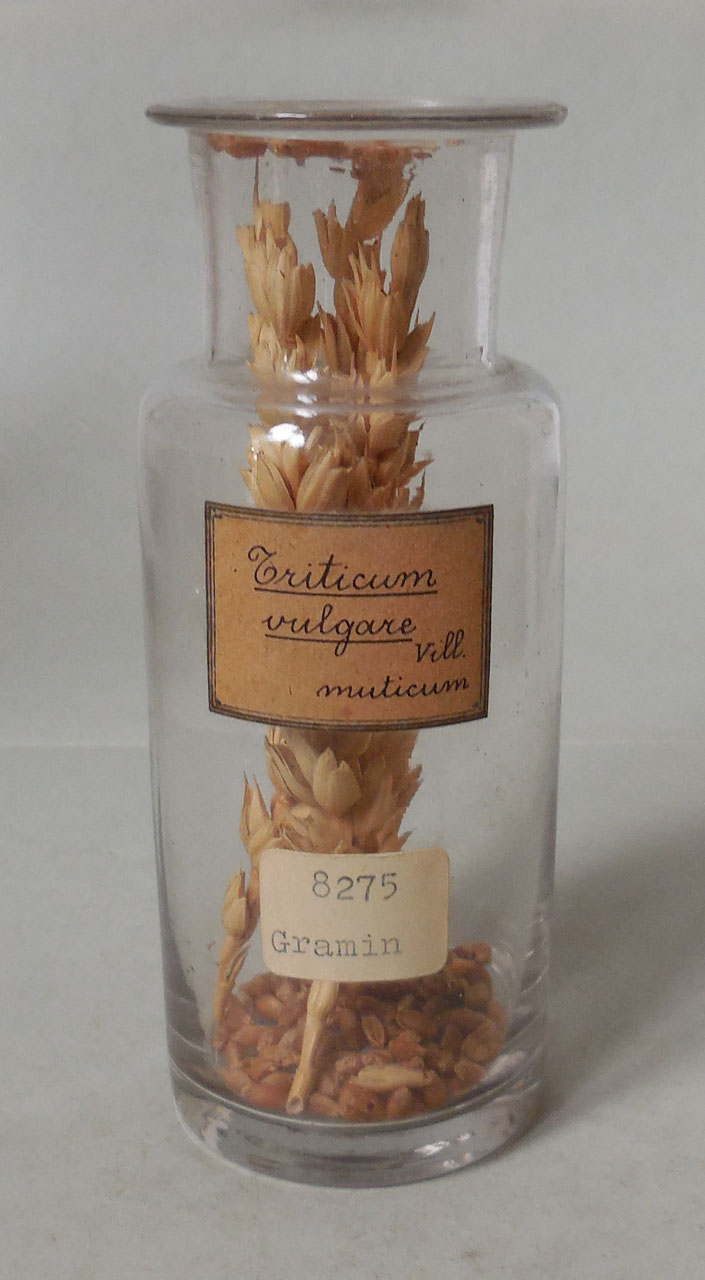 Triticum
vulgare
Vill.
muticum
8275
Gramin